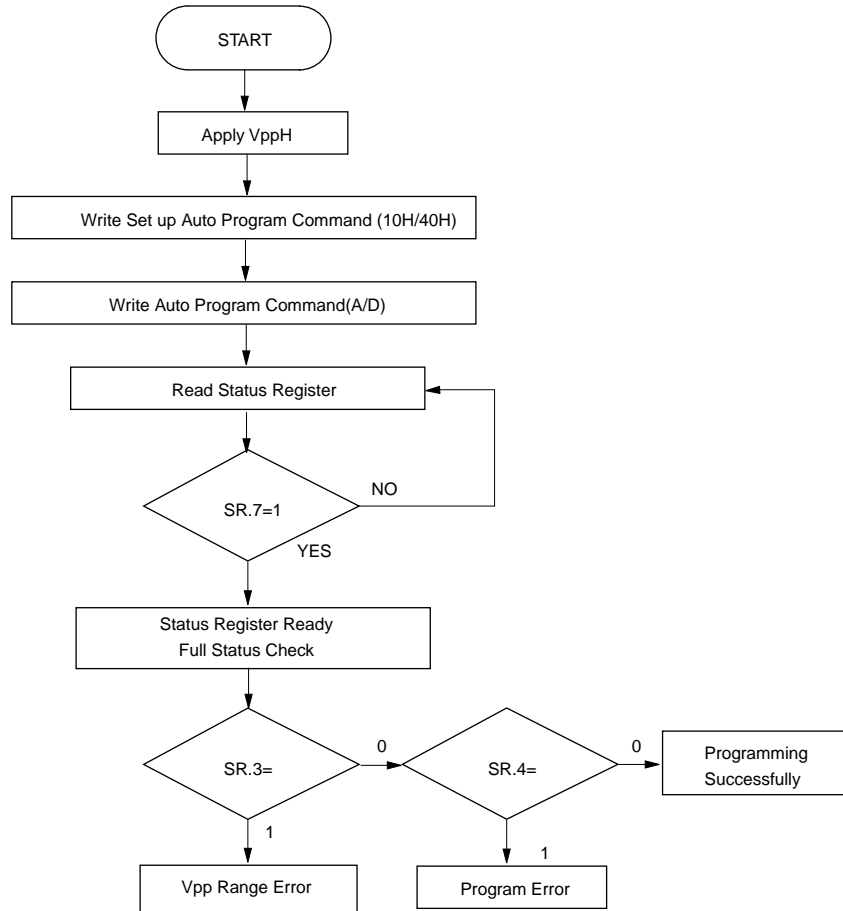 START
Apply VppH
Write Set up Auto Program Command (10H/40H)
Write Auto Program Command(A/D)
Read Status Register
NO
SR.7=1
YES
Status Register Ready
Full Status Check
0
0
SR.3=
SR.4=
Programming
Successfully
1
1
Vpp Range Error
Program Error